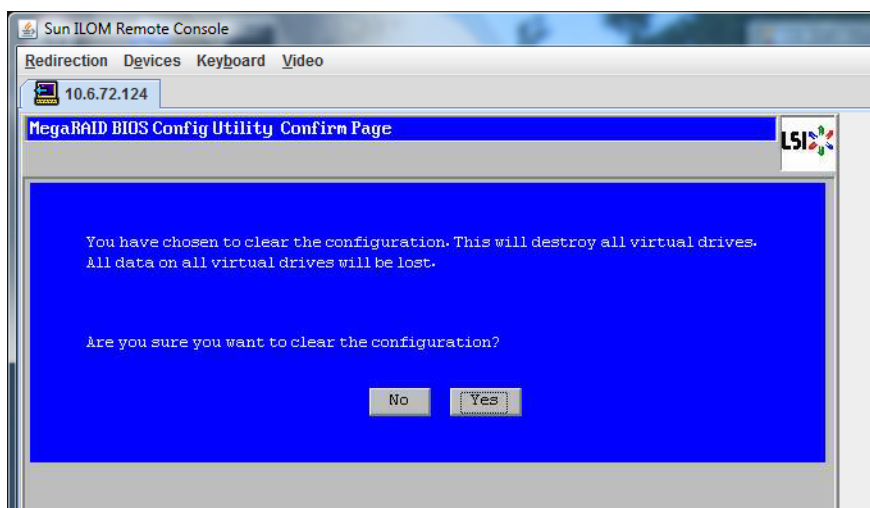 Sun ILOM Remote Console
Redirection Devices Keyboard Video
10.6.72.124
MegaRAID BIOS Config Utility Confirm Page
LSI
You have chosen to clear the configuration. This will destroy all virtual drives.
All data on all virtual drives will be lost.
Are you sure you want to clear the configuration?
No Yes